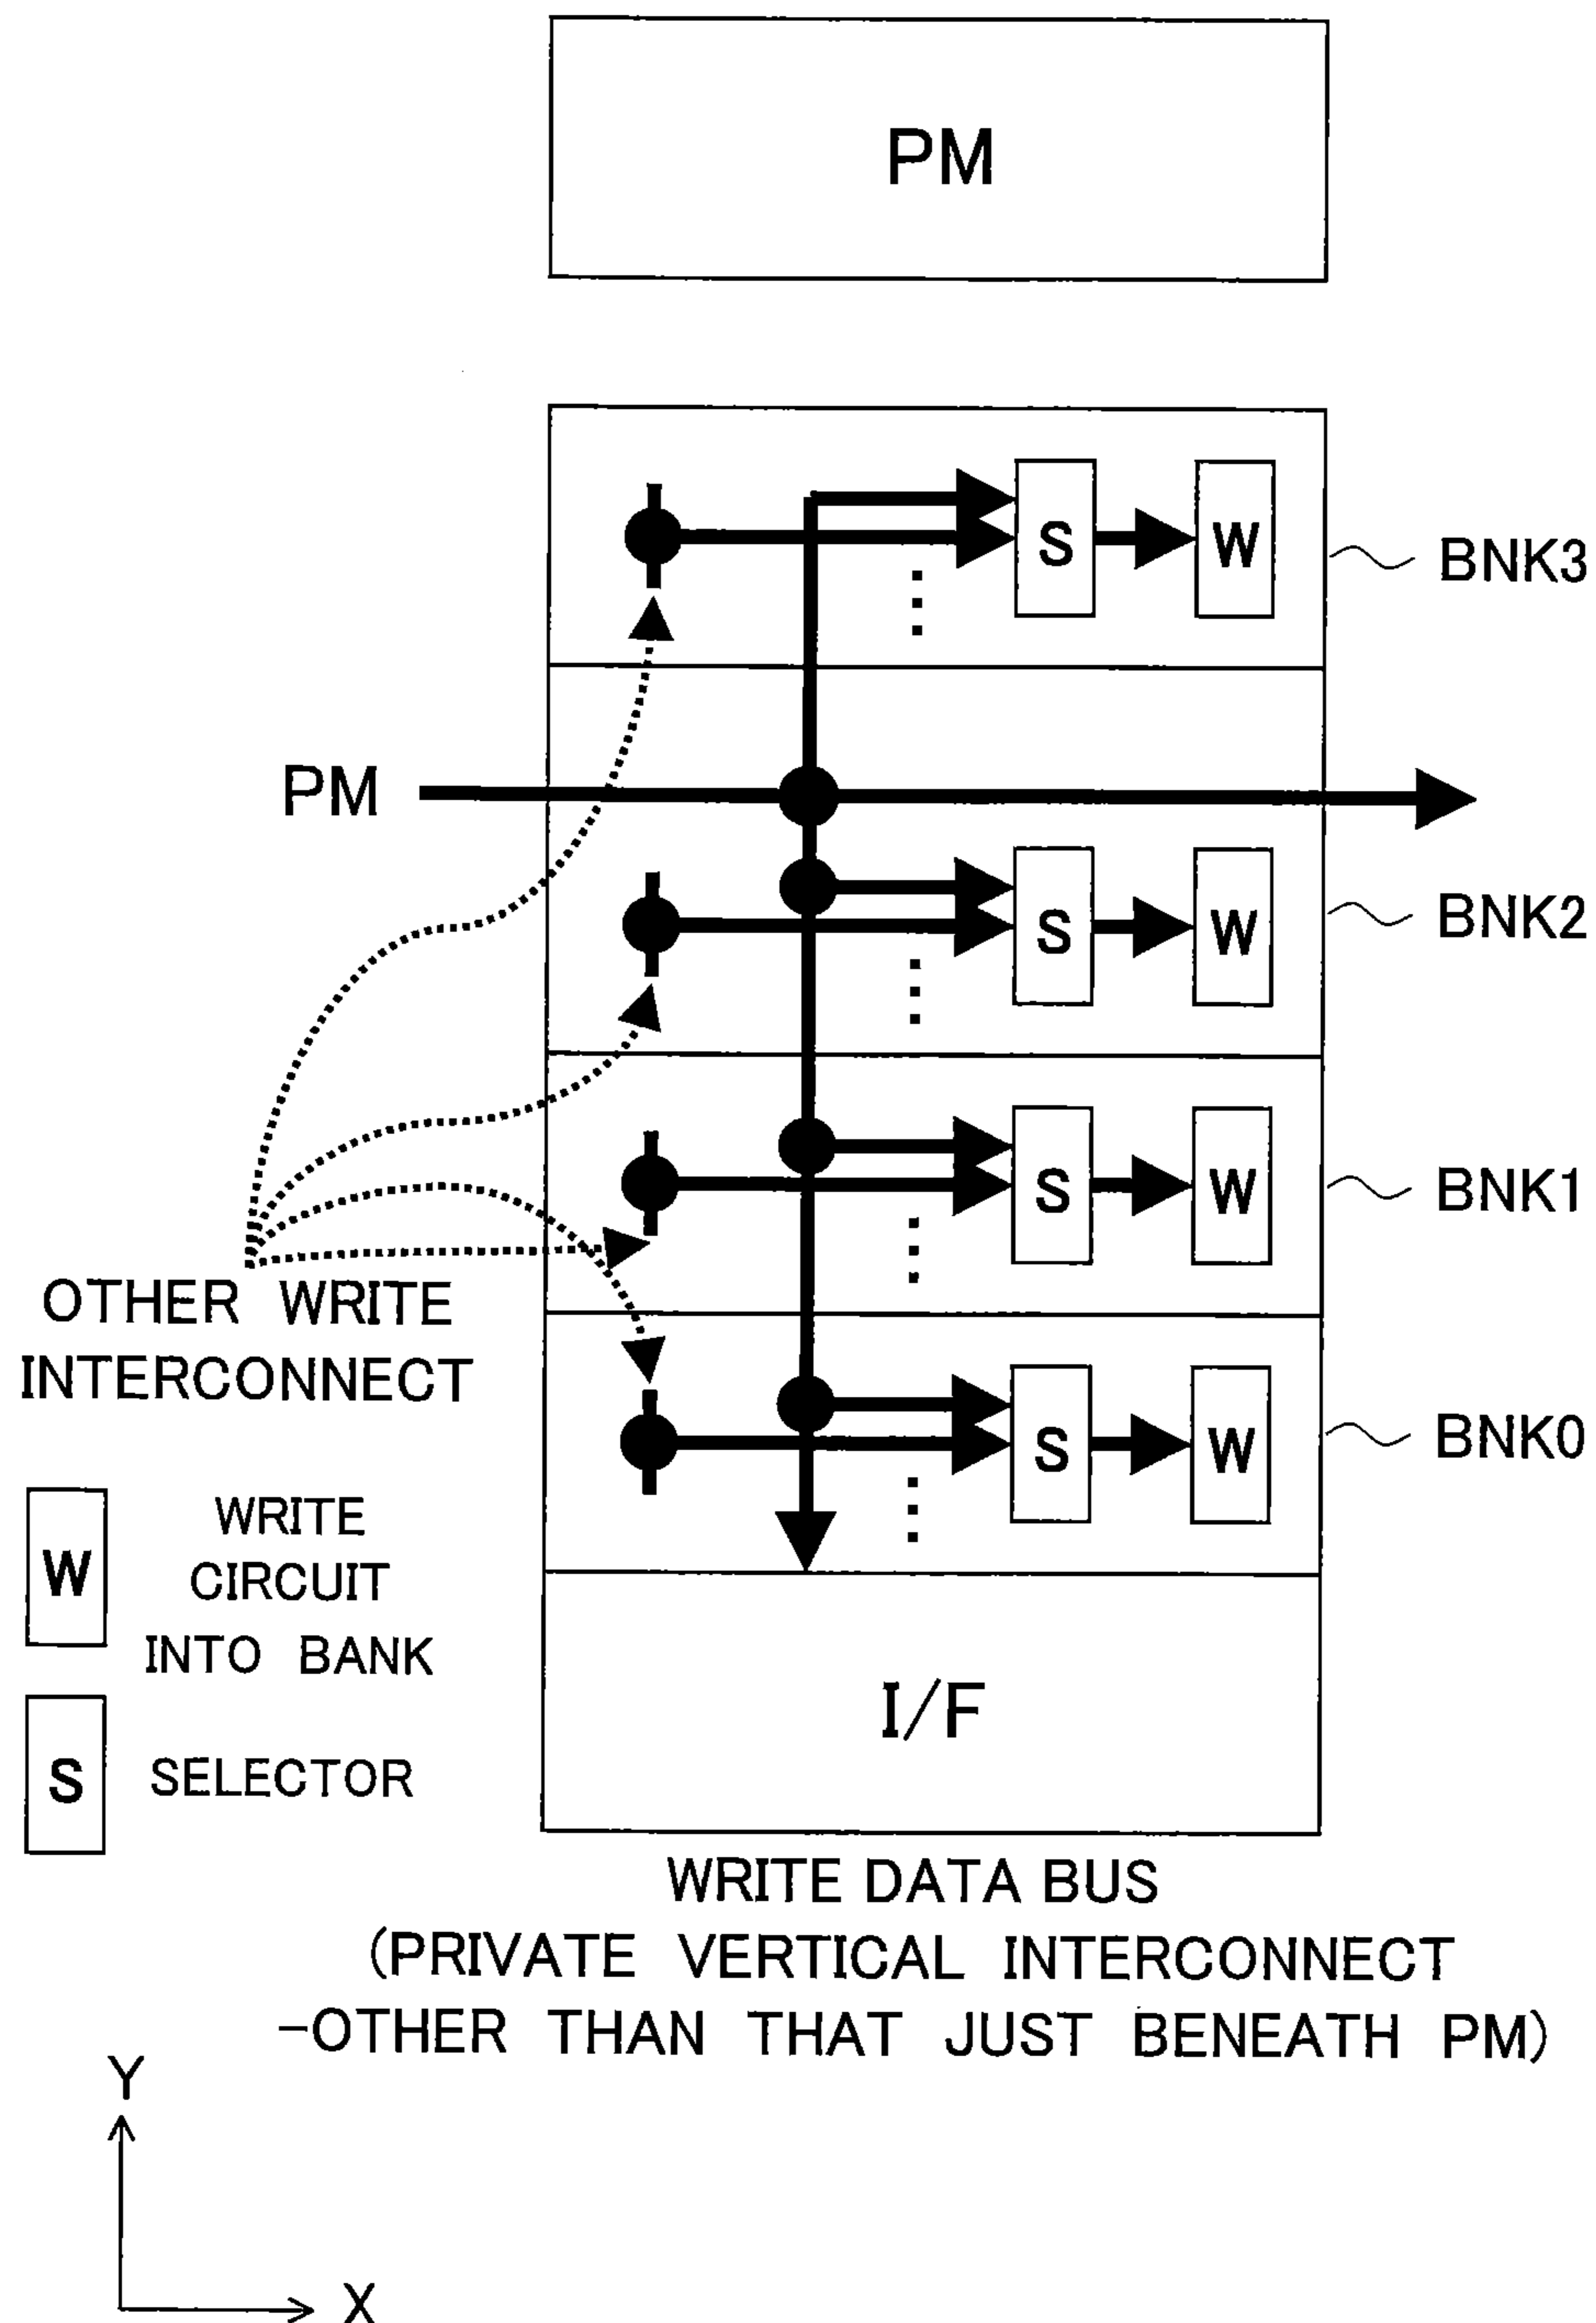 PM
S
W
BNK3
PM
S
W
BNK2
S
W
BNK1
OTHER WRITE
INTERCONNECT
S
W
BNK0
W
WRITE
CIRCUIT
INTO BANK
S
SELECTOR
I/F
WRITE DATA BUS
(PRIVATE VERTICAL INTERCONNECT
-OTHER THAN THAT JUST BENEATH PM)
Y
X